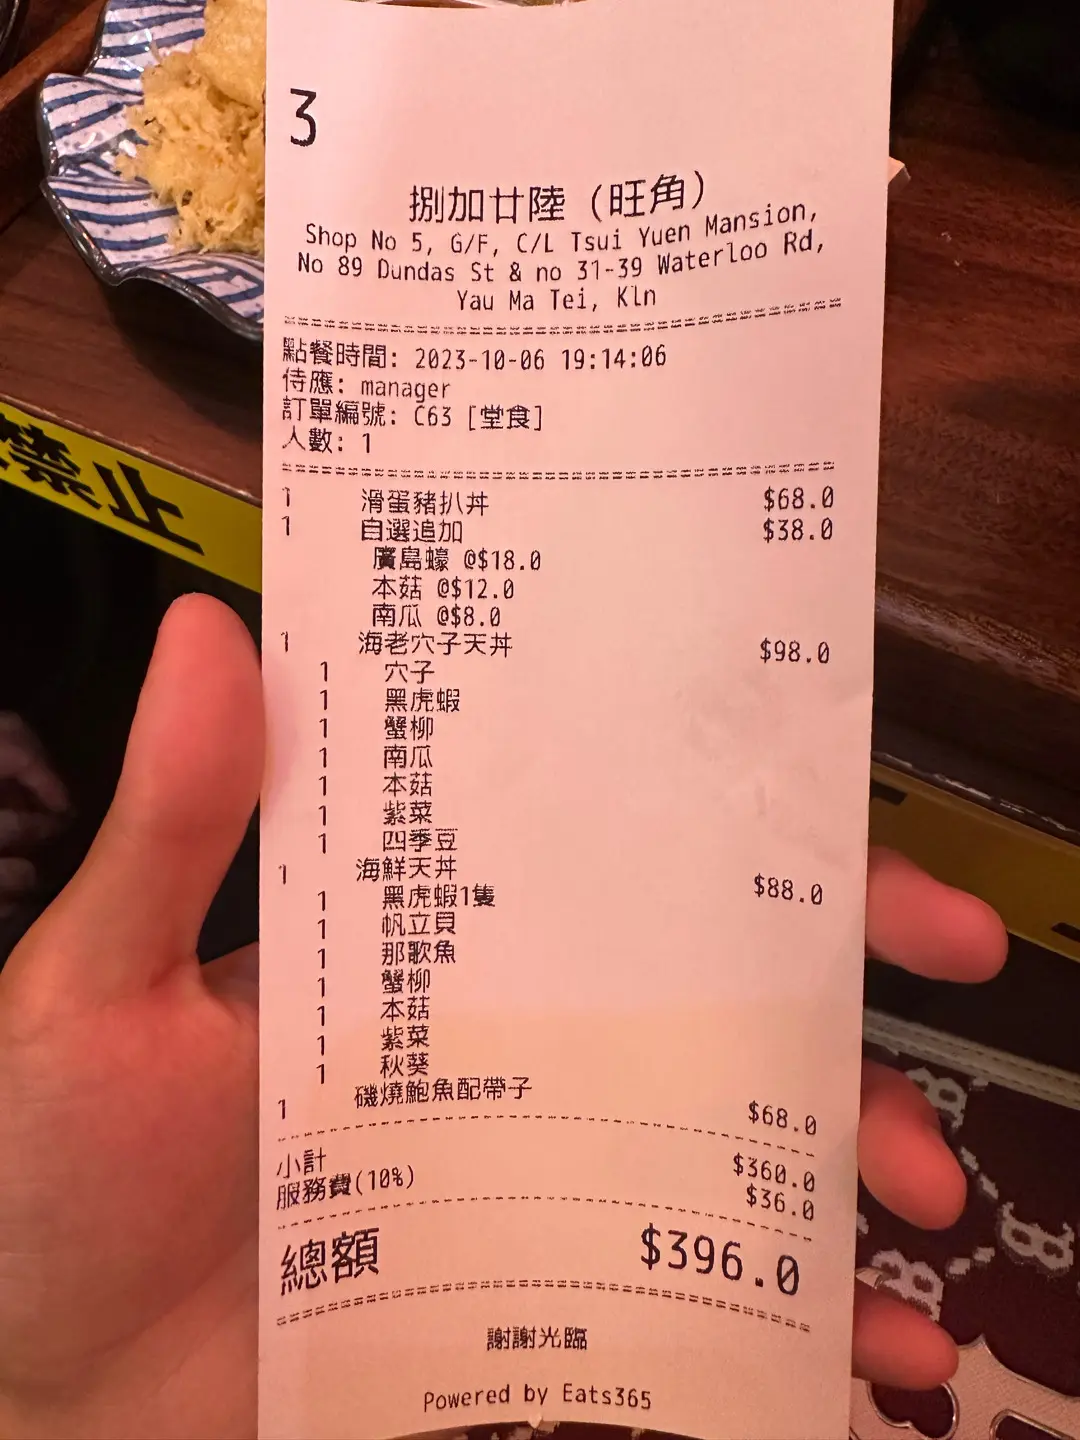 3
捌加廿陸 (旺角)
Shop No 5, G/F, C/L Tsui Yuen Mansion,
No 89 Dundas St & no 31-39 Waterloo Rd,
Yau Ma Tei, Kln
點餐時間: 2023-10-06 19:14:06
侍應: manager
訂單編號: C63 [堂食]
人數: 1
禁止
1 滑蛋豬扒丼 $68.0
1 自選追加 $38.0
廣島蠔 @$18.0
本菇 @$12.0
南瓜 @$8.0
1 海老穴子天丼 $98.0
1 穴子
1 黑虎蝦
1 蟹柳
1 南瓜
1 本菇
1 紫菜
1 四季豆
1 海鮮天丼 $88.0
1 黑虎蝦1隻
1 帆立貝
1 那歌魚
1 蟹柳
1 本菇
1 紫菜
1 秋葵
1 磯燒鮑魚配帶子 $68.0
小計 $360.0
服務費(10%) $36.0
總額 $396.0
謝謝光臨
Powered by Eats365